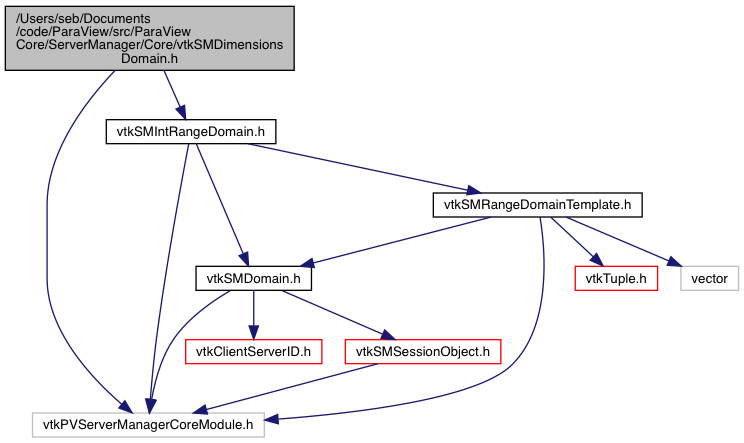 /Users/seb/Documents
/code/ParaView/src/ParaView
Core/ServerManager/Core/vtkSMDimensions
Domain.h
vtkSMIntRangeDomain.h
vtkSMRangeDomainTemplate.h
vtkSMDomain.h
vtkTuple.h
vector
vtkClientServerID.h
vtkSMSessionObject.h
vtkPVServerManagerCoreModule.h